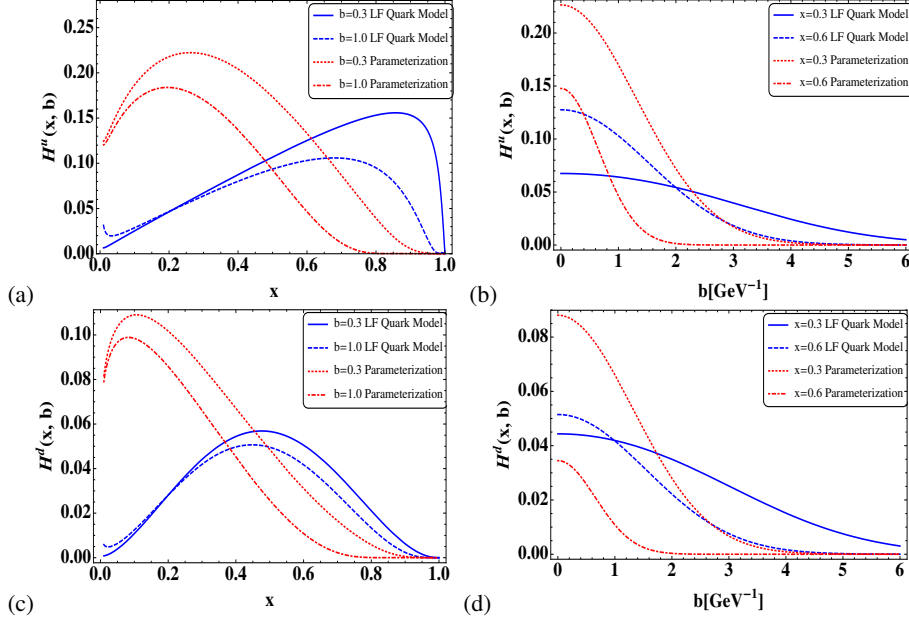 b=0.3 LF Quark Model
b=1.0 LF Quark Model
b=0.3 Parameterization
b=1.0 Parameterization
H^u(x, b)
0.25
0.20
0.15
0.10
0.05
0.00
0.0 0.2 0.4 0.6 0.8 1.0
x
(a)
x=0.3 LF Quark Model
x=0.6 LF Quark Model
x=0.3 Parameterization
x=0.6 Parameterization
H^u(x, b)
0.20
0.15
0.10
0.05
0.00
0 1 2 3 4 5 6
b[GeV^-1]
(b)
b=0.3 LF Quark Model
b=1.0 LF Quark Model
b=0.3 Parameterization
b=1.0 Parameterization
H^d(x, b)
0.10
0.08
0.06
0.04
0.02
0.00
0.0 0.2 0.4 0.6 0.8 1.0
x
(c)
x=0.3 LF Quark Model
x=0.6 LF Quark Model
x=0.3 Parameterization
x=0.6 Parameterization
H^d(x, b)
0.08
0.06
0.04
0.02
0.00
0 1 2 3 4 5 6
b[GeV^-1]
(d)